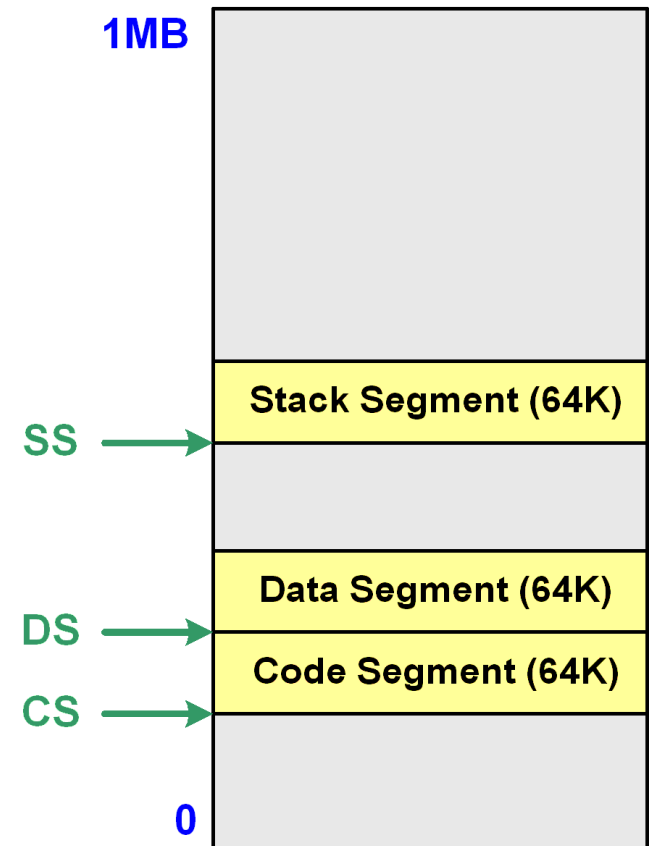 1MB
Stack Segment (64K)
SS
Data Segment (64K)
DS
Code Segment (64K)
CS
0